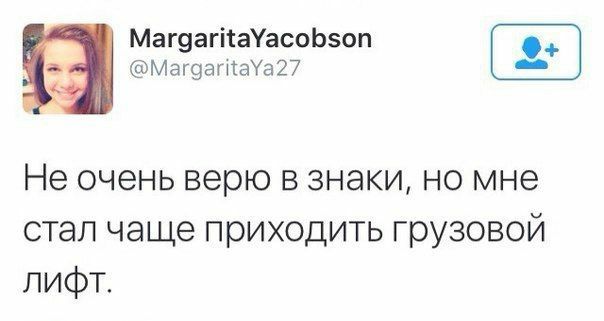 MargaritaYacobson
@MargaritaYa27
Не очень верю в знаки, но мне
стал чаще приходить грузовой
лифт.